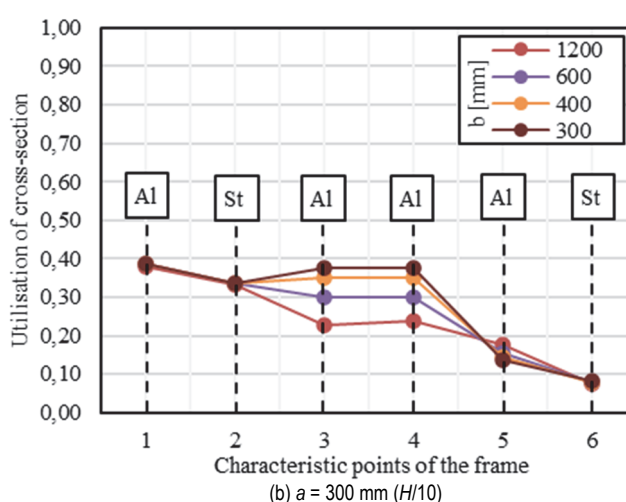 1,00
0,90
0,80
0,70
0,60
0,50
0,40
0,30
0,20
0,10
0,00
Utilisation of cross-section
b [mm]
1200
600
400
300
Al
St
Al
Al
Al
St
1 2 3 4 5 6
Characteristic points of the frame
(b) a = 300 mm (H/10)